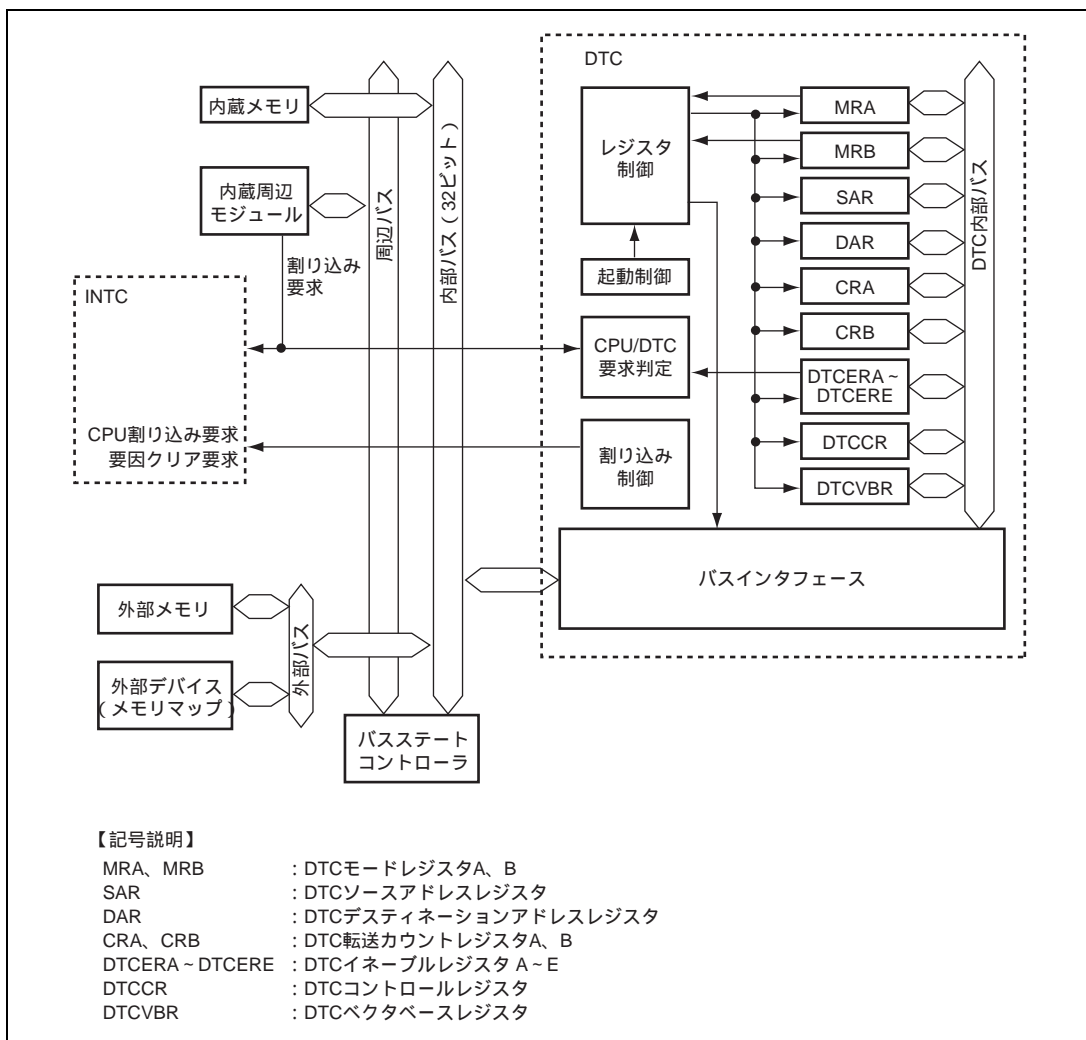 DTC
内蔵メモリ
内蔵周辺
モジュール
割り込み
要求
周辺バス
内部バス(32ビット)
INTC
CPU割り込み要求
要因クリア要求
レジスタ
制御
起動制御
CPU/DTC
要求判定
割り込み
制御
MRA
MRB
SAR
DAR
CRA
CRB
DTCERA~
DTCERE
DTCCR
DTCVBR
DTC内部バス
バスインタフェース
外部メモリ
外部デバイス
(メモリマップ)
外部バス
バスステート
コントローラ
【記号説明】
MRA、MRB :DTCモードレジスタA、B
SAR :DTCソースアドレスレジスタ
DAR :DTCデスティネーションアドレスレジスタ
CRA、CRB :DTC転送カウントレジスタA、B
DTCERA~DTCERE :DTCイネーブルレジスタ A~E
DTCCR :DTCコントロールレジスタ
DTCVBR :DTCベクタベースレジスタ